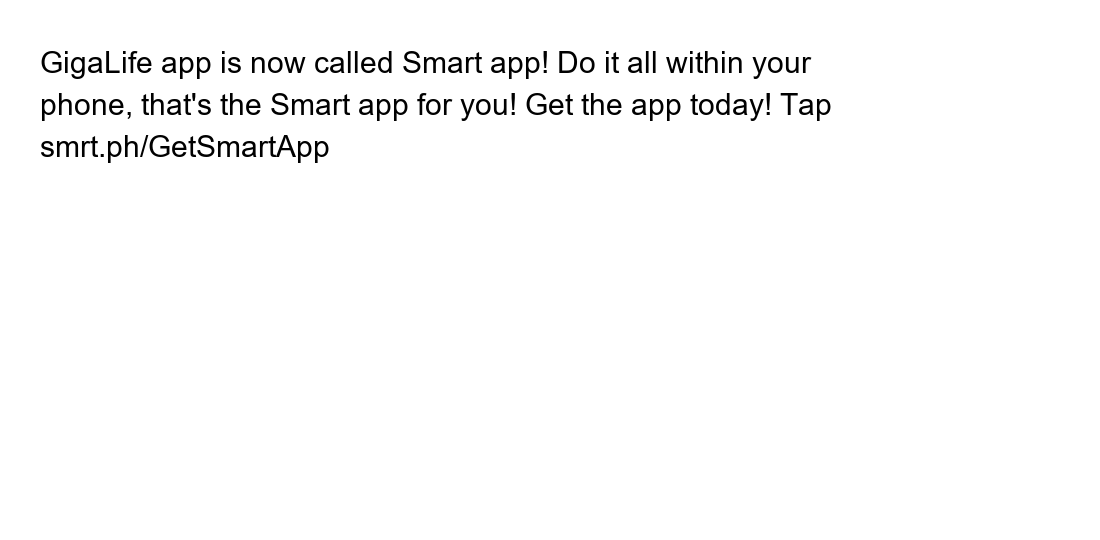 GigaLife app is now called Smart app! Do it all within your
phone, that's the Smart app for you! Get the app today! Tap
smrt.ph/GetSmartApp